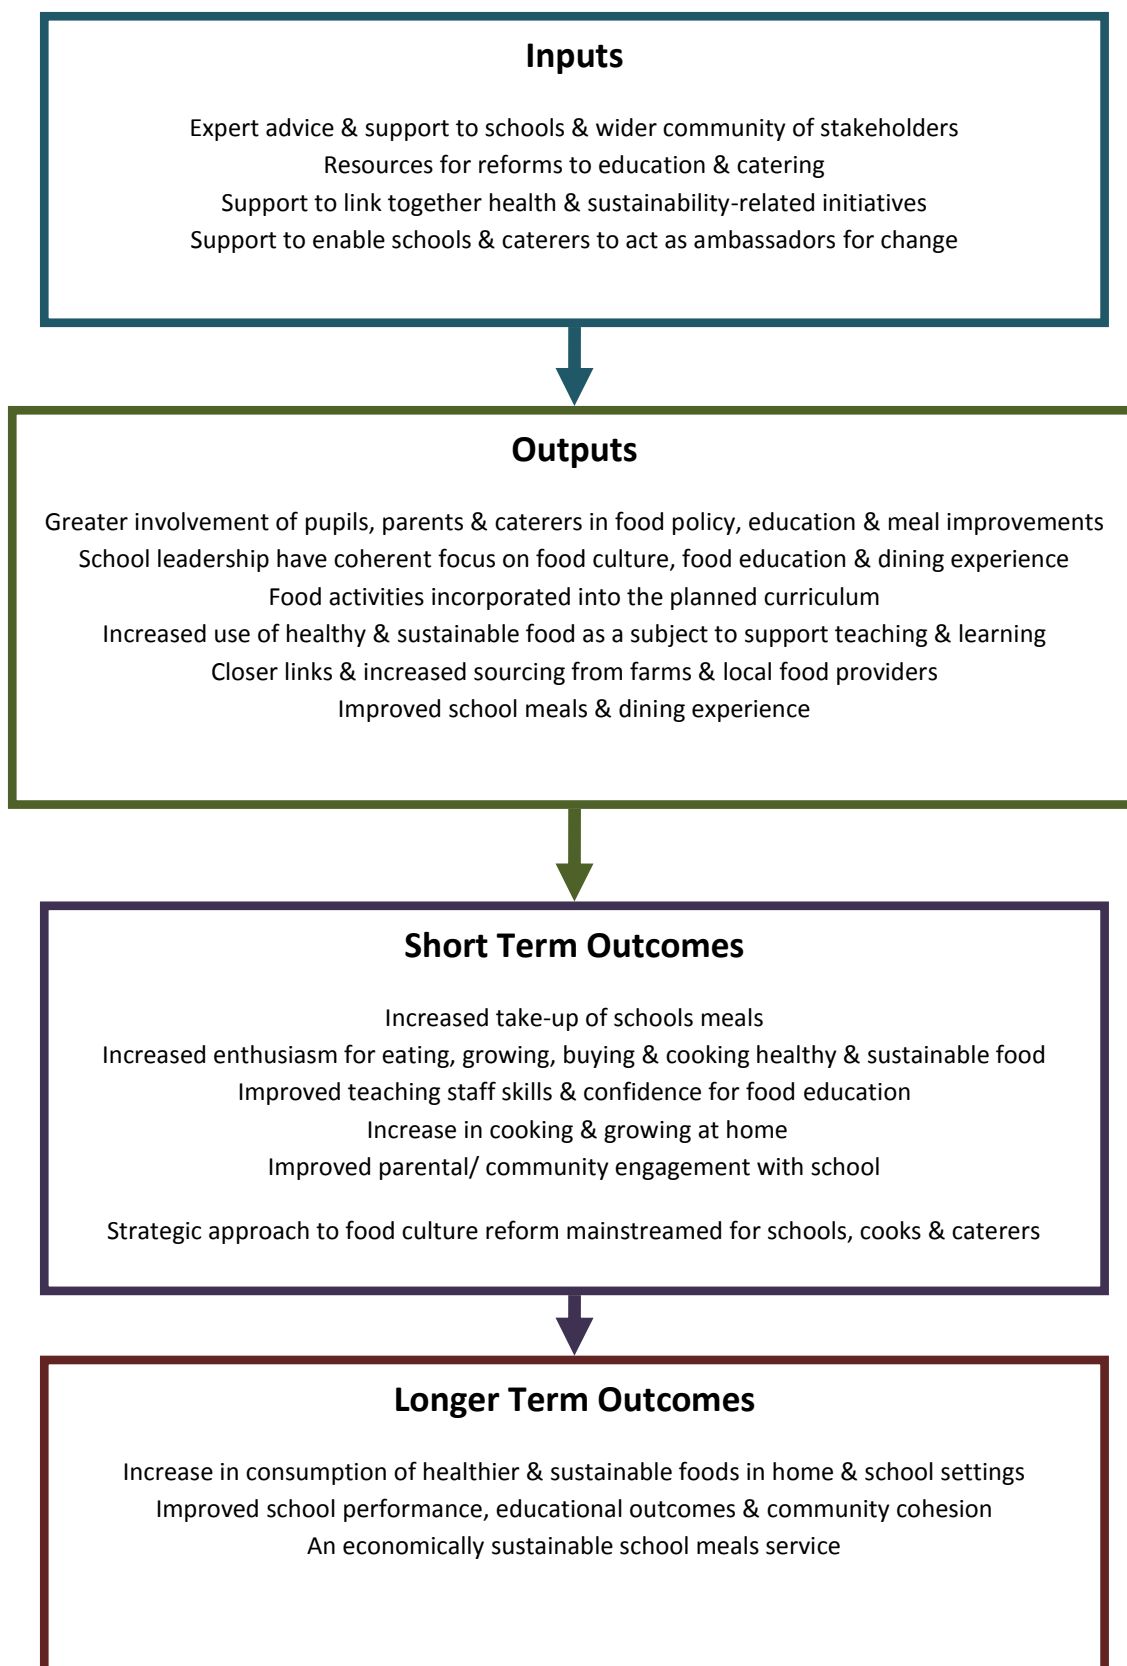 Inputs
Expert advice & support to schools & wider community of stakeholders
Resources for reforms to education & catering
Support to link together health & sustainability-related initiatives
Support to enable schools & caterers to act as ambassadors for change
Outputs
Greater involvement of pupils, parents & caterers in food policy, education & meal improvements
School leadership have coherent focus on food culture, food education & dining experience
Food activities incorporated into the planned curriculum
Increased use of healthy & sustainable food as a subject to support teaching & learning
Closer links & increased sourcing from farms & local food providers
Improved school meals & dining experience
Short Term Outcomes
Increased take-up of schools meals
Increased enthusiasm for eating, growing, buying & cooking healthy & sustainable food
Improved teaching staff skills & confidence for food education
Increase in cooking & growing at home
Improved parental/ community engagement with school
Strategic approach to food culture reform mainstreamed for schools, cooks & caterers
Longer Term Outcomes
Increase in consumption of healthier & sustainable foods in home & school settings
Improved school performance, educational outcomes & community cohesion
An economically sustainable school meals service